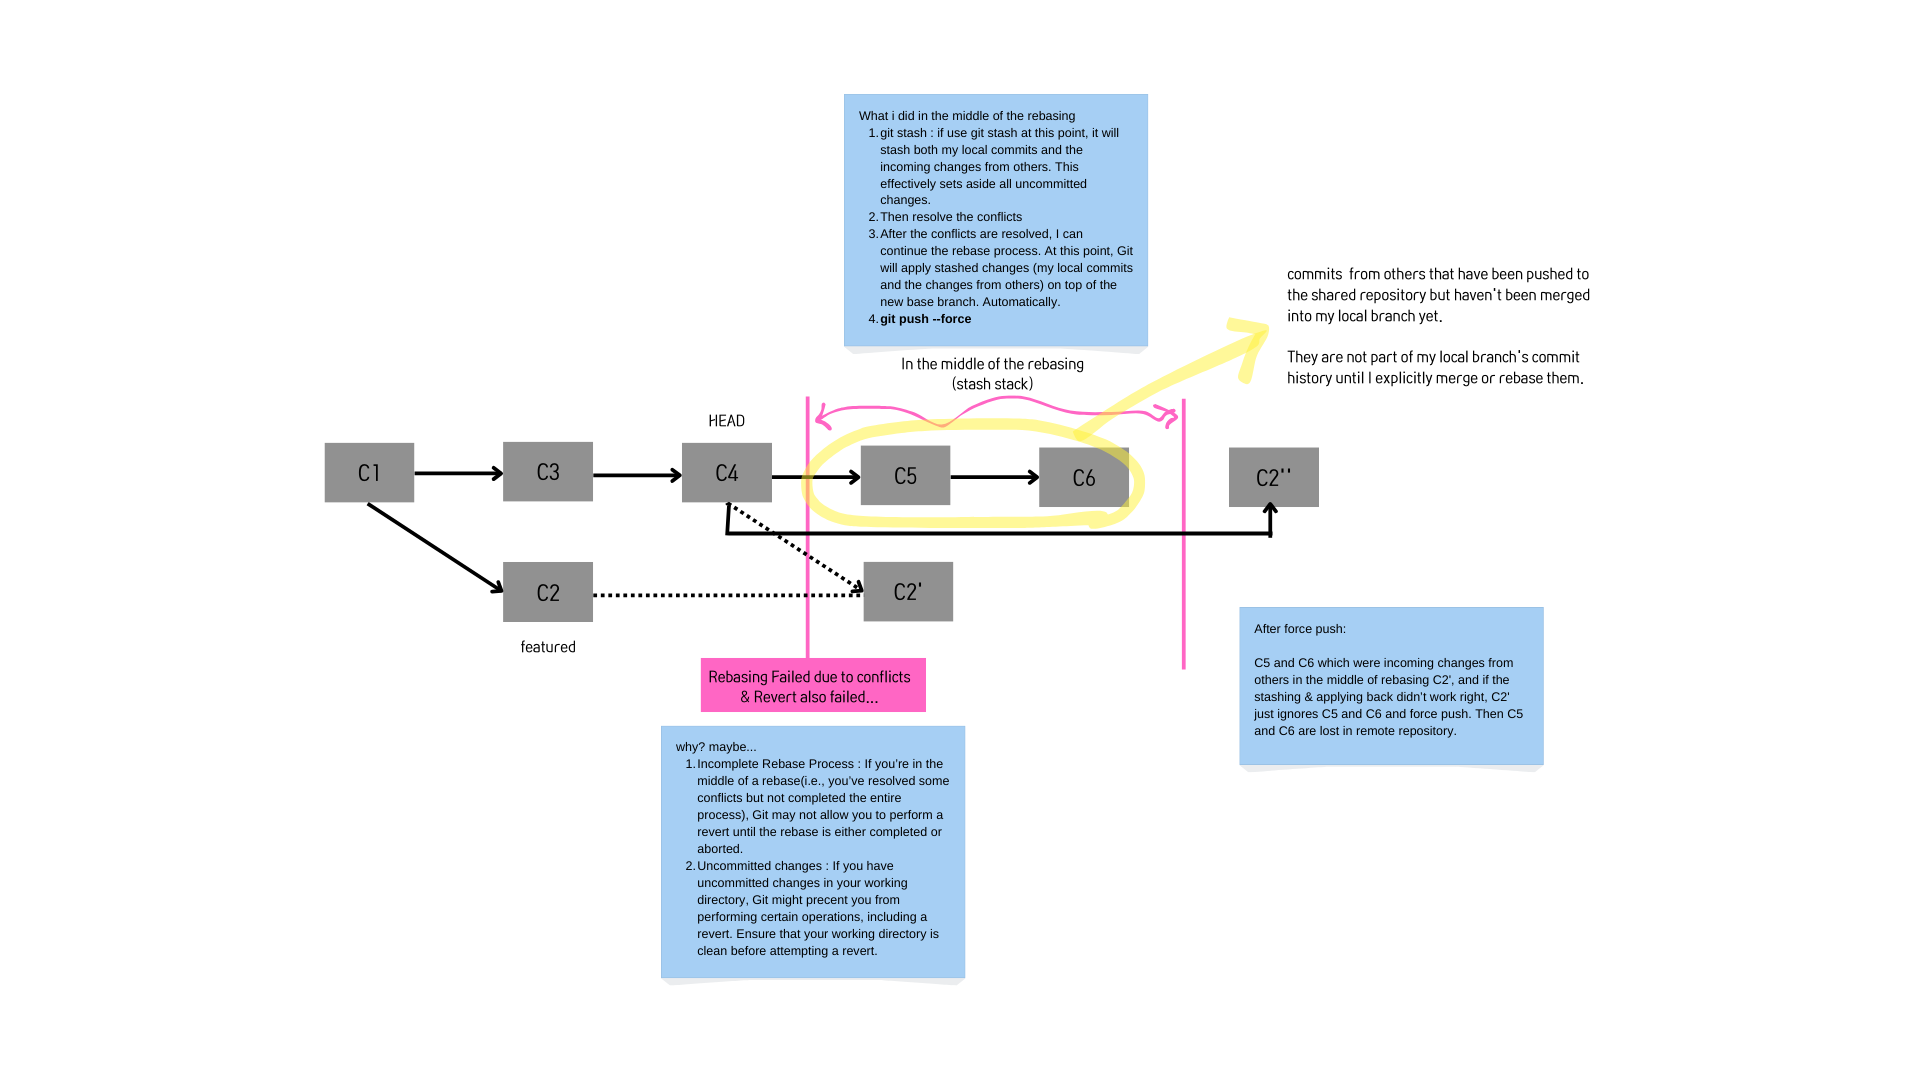 What i did in the middle of the rebasing
1. git stash : if use git stash at this point, it will
stash both my local commits and the
incoming changes from others. This
effectively sets aside all uncommitted
changes.
2. Then resolve the conflicts
3. After the conflicts are resolved, I can
continue the rebase process. At this point, Git
will apply stashed changes (my local commits
and the changes from others) on top of the
new base branch. Automatically.
4. git push --force
commits from others that have been pushed to
the shared repository but haven't been merged
into my local branch yet.
They are not part of my local branch's commit
history until I explicitly merge or rebase them.
In the middle of the rebasing
(stash stack)
HEAD
C1
C3
C4
C5
C6
C2''
C2
C2'
featured
Rebasing Failed due to conflicts
& Revert also failed...
After force push:
C5 and C6 which were incoming changes from
others in the middle of rebasing C2', and if the
stashing & applying back didn't work right, C2'
just ignores C5 and C6 and force push. Then C5
and C6 are lost in remote repository.
why? maybe...
1. Incomplete Rebase Process : If you're in the
middle of a rebase(i.e., you've resolved some
conflicts but not completed the entire
process), Git may not allow you to perform a
revert until the rebase is either completed or
aborted.
2. Uncommitted changes : If you have
uncommitted changes in your working
directory, Git might precent you from
performing certain operations, including a
revert. Ensure that your working directory is
clean before attempting a revert.